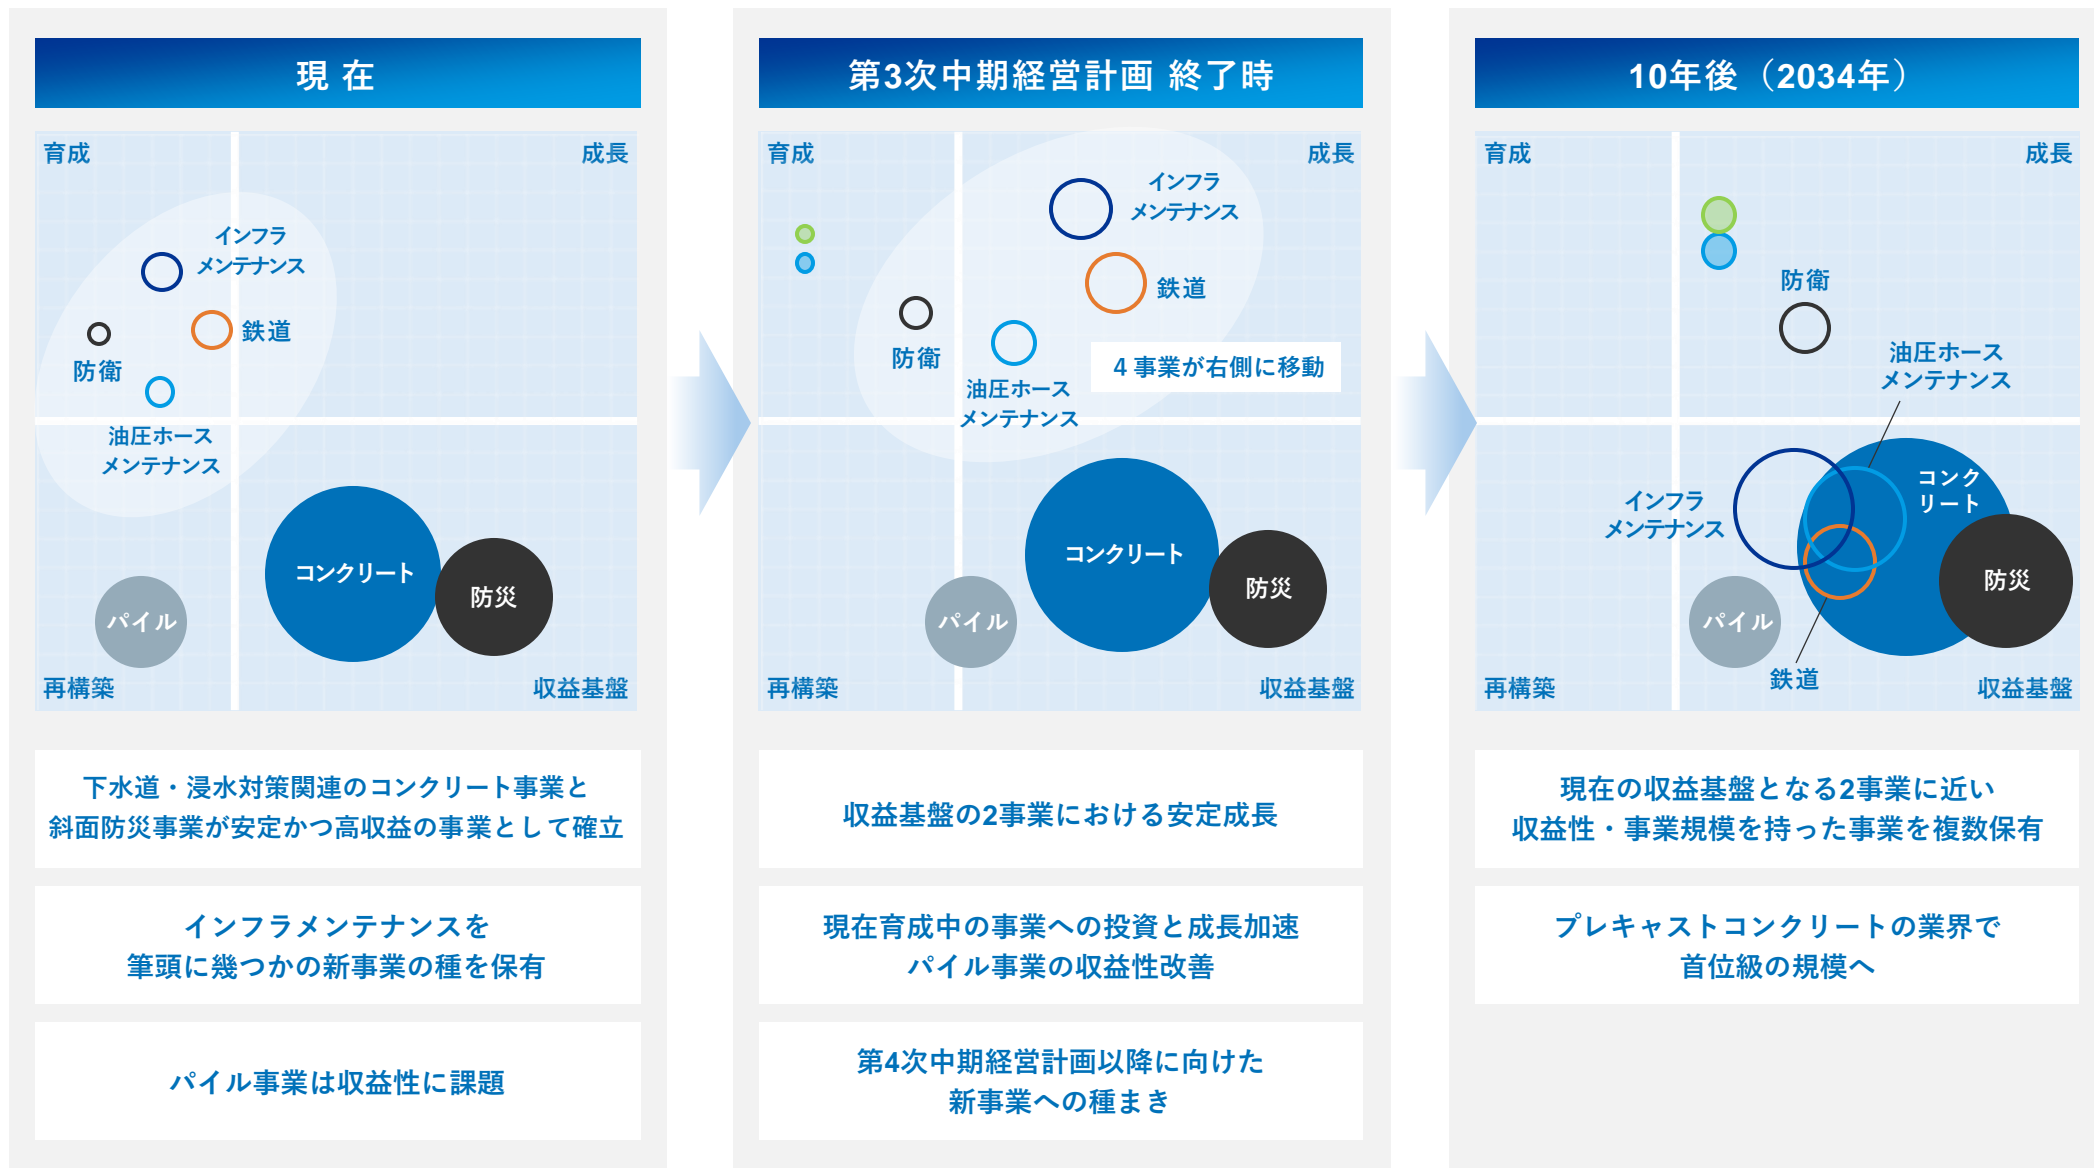 現 在
育成
成長
インフラ
メンテナンス
鉄道
防衛
油圧ホース
メンテナンス
コンクリート
防災
パイル
再構築
収益基盤
下水道・浸水対策関連のコンクリート事業と
斜面防災事業が安定かつ高収益の事業として確立
インフラメンテナンスを
筆頭に幾つかの新事業の種を保有
パイル事業は収益性に課題
第3次中期経営計画 終了時
育成
成長
インフラ
メンテナンス
鉄道
防衛
4 事業が右側に移動
油圧ホース
メンテナンス
コンクリート
防災
パイル
再構築
収益基盤
収益基盤の2事業における安定成長
現在育成中の事業への投資と成長加速
パイル事業の収益性改善
第4次中期経営計画以降に向けた
新事業への種まき
10年後（2034年）
育成
成長
防衛
油圧ホース
メンテナンス
コンク
リート
インフラ
メンテナンス
防災
パイル
鉄道
再構築
収益基盤
現在の収益基盤となる2事業に近い
収益性・事業規模を持った事業を複数保有
プレキャストコンクリートの業界で
首位級の規模へ